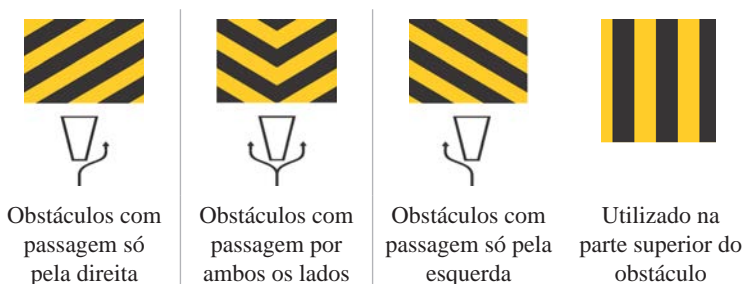 Obstáculos com
passagem só
pela direita
Obstáculos com
passagem por
ambos os lados
Obstáculos com
passagem só pela
esquerda
Utilizado na
parte superior do
obstáculo